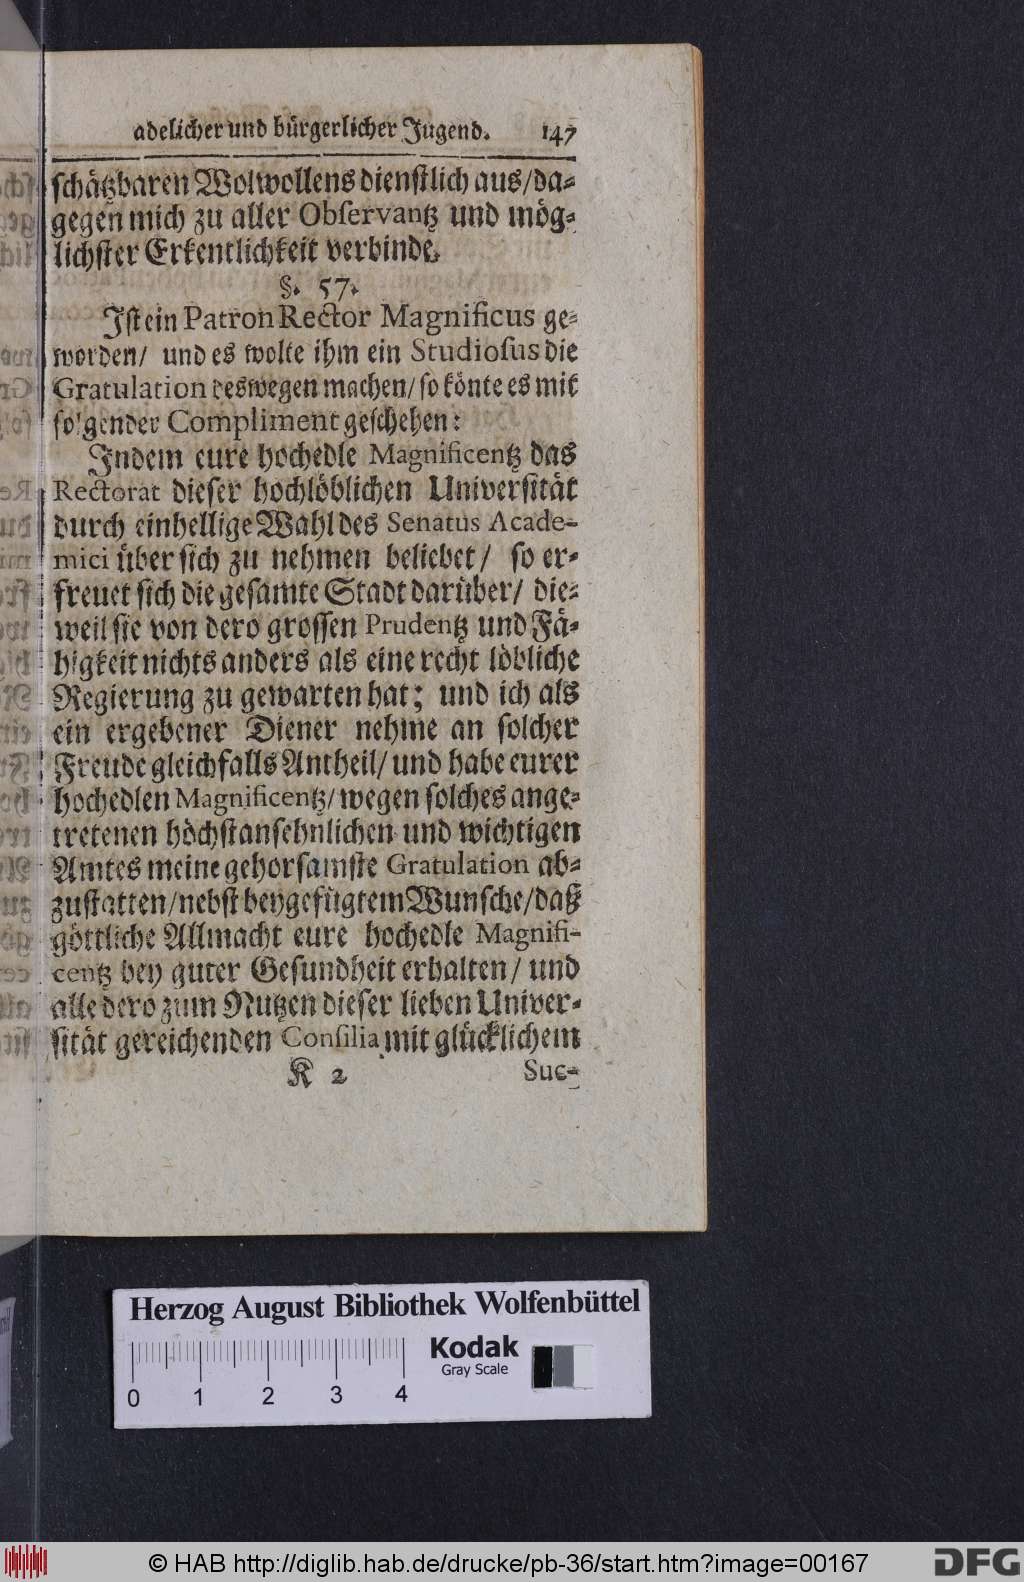 adelicher und bürgerlicher Jugend. 147
schätzbaren Wolwollens dienstlich aus/da-
gegen mich zu aller Observantz und mög-
lichster Erkentlichkeit verbinde.
§. 57.
Ist ein Patron Rector Magnificus ge-
worden/ und es wolte ihm ein Studiosus die
Gratulation deswegen machen/ so könte es mit
folgender Compliment geschehen:
Indem eure hochedle Magnificentz das
Rectorat dieser hochlöblichen Universität
durch einhellige Wahl des Senatus Acade-
mici über sich zu nehmen beliebet/ so er-
freuet sich die gesamte Stadt darüber/ die-
weil sie von dero grossen Prudentz und Fä-
higkeit nichts anders als eine recht löbliche
Regierung zu gewarten hat; und ich als
ein ergebener Diener nehme an solcher
Freude gleichfalls Antheil/ und habe eurer
hochedlen Magnificentz/ wegen solches ange-
tretenen höchstansehnlichen und wichtigen
Amtes meine gehorsamste Gratulation ab-
zustatten/nebst beygefügtem Wunsche/daß
göttliche Allmacht eure hochedle Magnifi-
centz bey guter Gesundheit erhalten/ und
alle dero zum Nutzen dieser lieben Univer-
sität gereichenden Consilia mit glücklichem
K 2 Suc-
Herzog August Bibliothek Wolfenbüttel
Kodak
Gray Scale
0 1 2 3 4
© HAB http://diglib.hab.de/drucke/pb-36/start.htm?image=00167
DFG